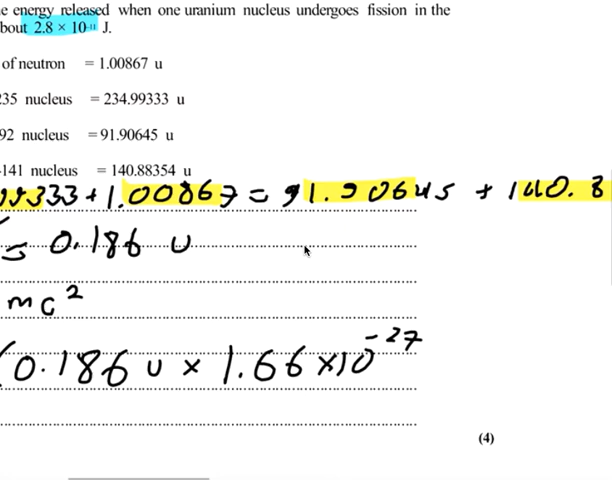 e energy released when one uranium nucleus undergoes fission in the
bout 2.8 × 10⁻¹¹ J.
of neutron = 1.00867 u
235 nucleus = 234.99333 u
92 nucleus = 91.90645 u
141 nucleus = 140.88354 u
99333 + 1.00867 = 91.90645 + 140.8
= 0.186 u
mc²
(0.186 u × 1.66 × 10⁻²⁷
(4)